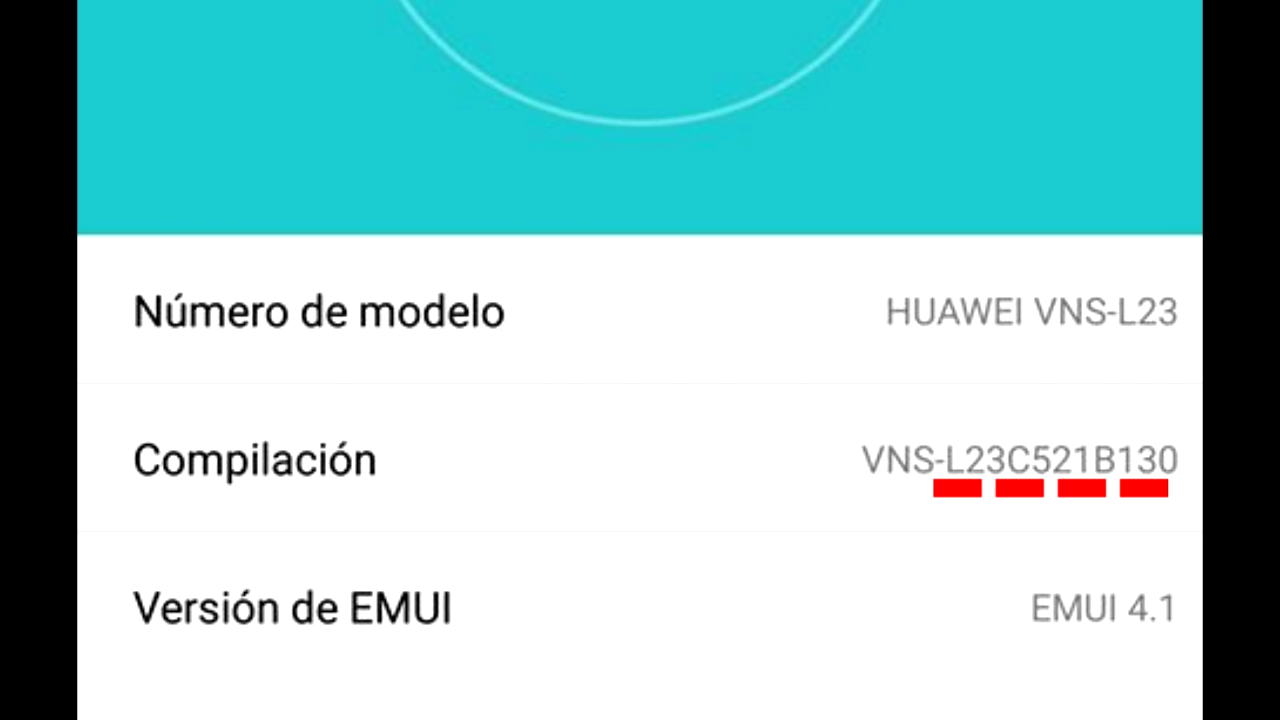 Número de modelo HUAWEI VNS-L23
Compilación VNS-L23C521B130
Versión de EMUI EMUI 4.1